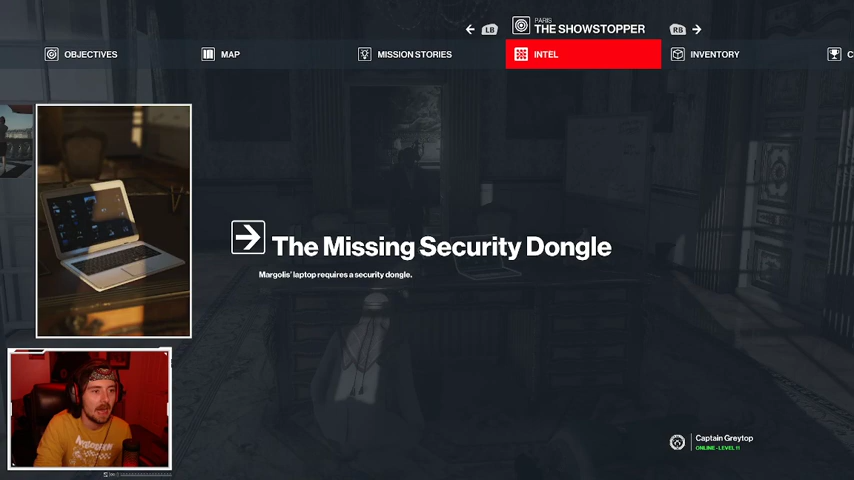 PARIS
LB THE SHOWSTOPPER RB
OBJECTIVES MAP MISSION STORIES INTEL INVENTORY C
The Missing Security Dongle
Margolis' laptop requires a security dongle.
Captain Greytop
ONLINE - LEVEL 11